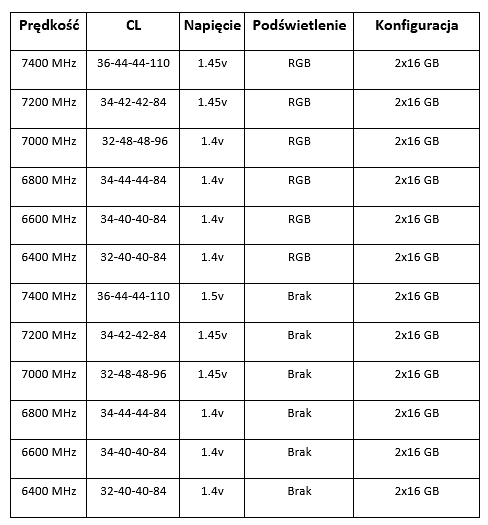 Prędkość CL Napięcie Podświetlenie Konfiguracja
7400 MHz 36-44-44-110 1.45v RGB 2x16 GB
7200 MHz 34-42-42-84 1.45v RGB 2x16 GB
7000 MHz 32-48-48-96 1.4v RGB 2x16 GB
6800 MHz 34-44-44-84 1.4v RGB 2x16 GB
6600 MHz 34-40-40-84 1.4v RGB 2x16 GB
6400 MHz 32-40-40-84 1.4v RGB 2x16 GB
7400 MHz 36-44-44-110 1.5v Brak 2x16 GB
7200 MHz 34-42-42-84 1.45v Brak 2x16 GB
7000 MHz 32-48-48-96 1.45v Brak 2x16 GB
6800 MHz 34-44-44-84 1.4v Brak 2x16 GB
6600 MHz 34-40-40-84 1.4v Brak 2x16 GB
6400 MHz 32-40-40-84 1.4v Brak 2x16 GB